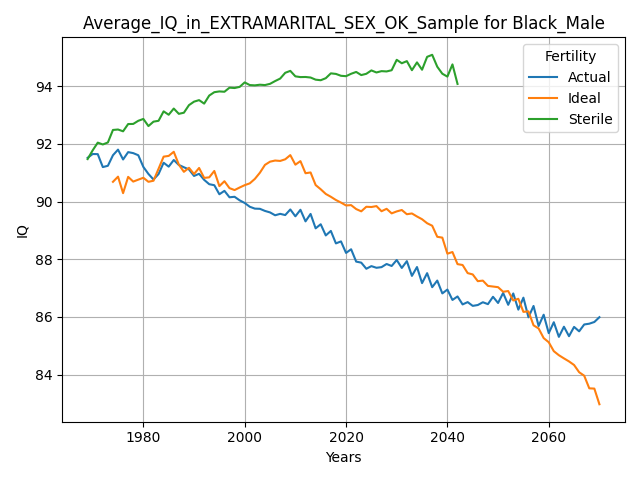 Average_IQ_in_EXTRAMARITAL_SEX_OK_Sample for Black_Male
Fertility
Actual
Ideal
Sterile
IQ
94
92
90
88
86
84
1980
2000
2020
2040
2060
Years